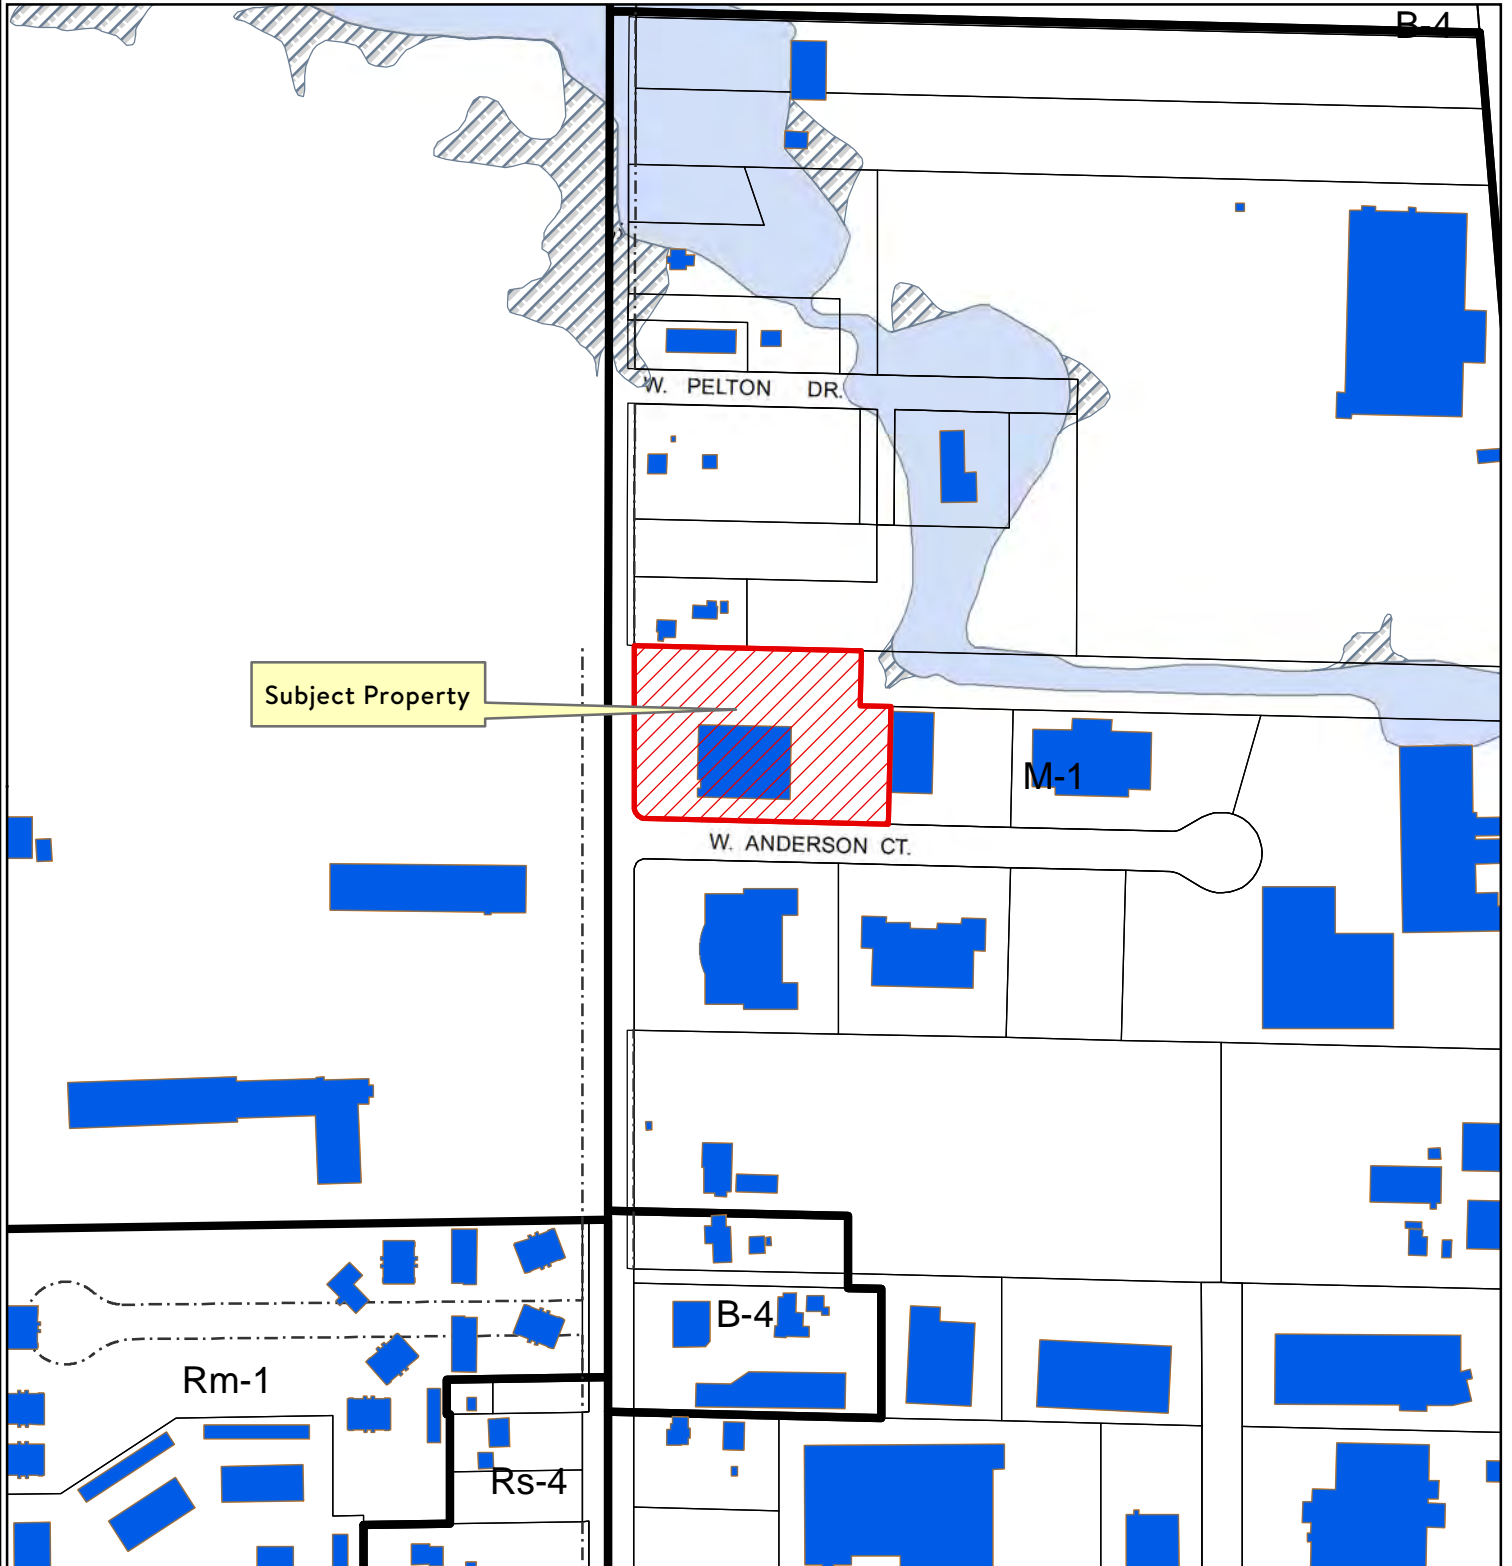 B-4
W. PELTON DR.
Subject Property
M-1
W. ANDERSON CT.
B-4
Rm-1
Rs-4